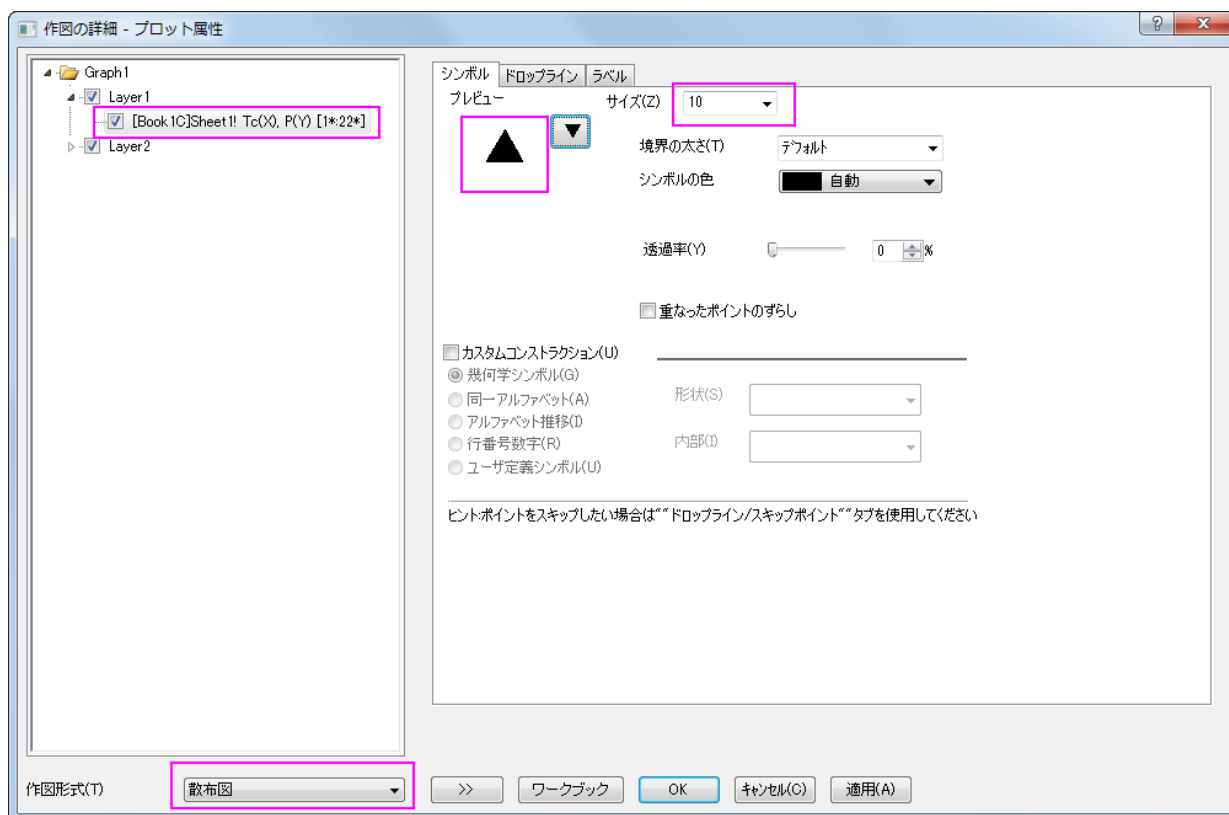 作図の詳細 - プロット属性
Graph1
Layer1
[Book1C]Sheet1! Tc(X), P(Y) [1*:22*]
Layer2
シンボル ドロップライン ラベル
プレビュー サイズ(Z) 10
境界の太さ(T) デフォルト
シンボルの色 自動
透過率(Y) 0 %
重なったポイントのずらし
カスタムコンストラクション(U)
幾何学シンボル(G)
同一アルファベット(A) 形状(S)
アルファベット推移(I)
行番号数字(R) 内部(I)
ユーザ定義シンボル(U)
ヒント:ポイントをスキップしたい場合は""ドロップライン/スキップポイント""タブを使用してください
作図形式(T) 散布図 >> ワークブック OK キャンセル(C) 適用(A)